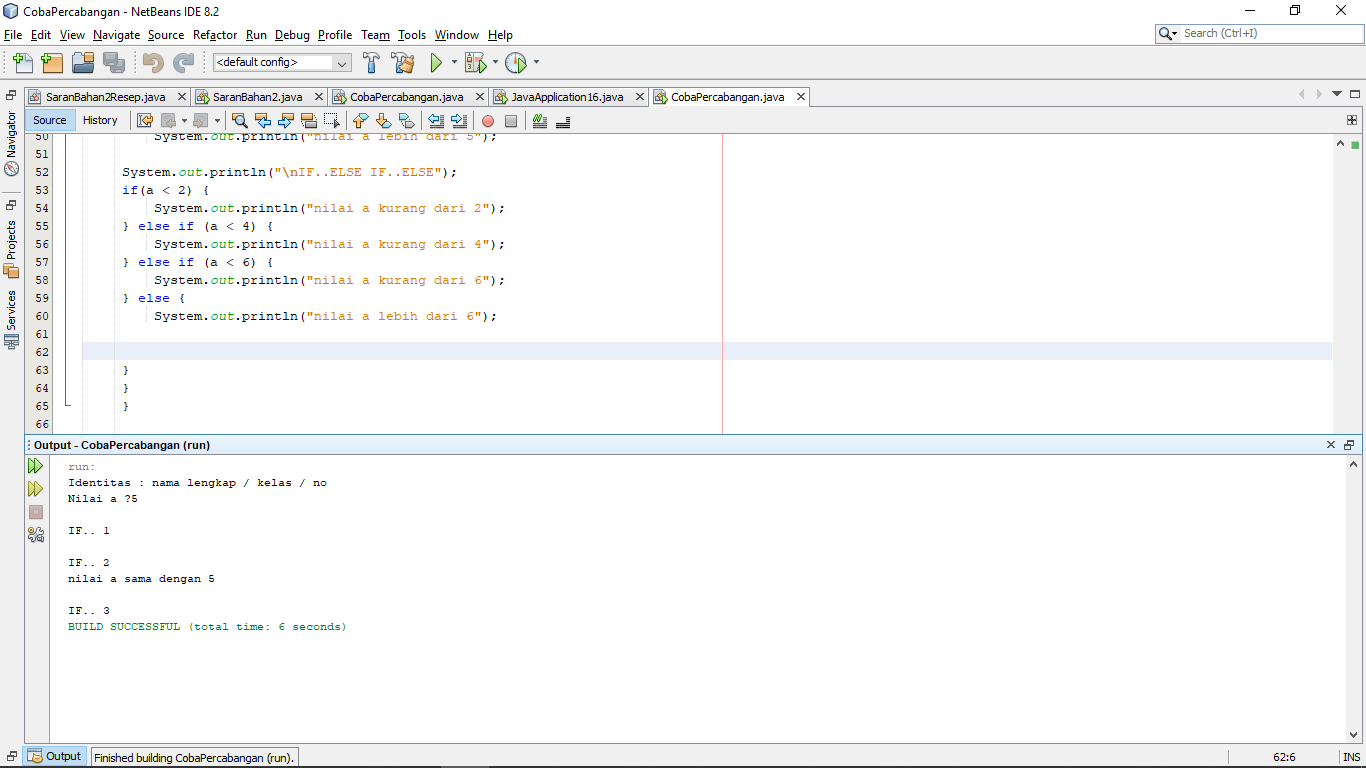 CobaPercabangan - NetBeans IDE 8.2
File Edit View Navigate Source Refactor Run Debug Profile Team Tools Window Help
Search (Ctrl+I)
<default config>
SaranBahan2Resep.java SaranBahan2.java CobaPercabangan.java JavaApplication16.java CobaPercabangan.java
Source History
Navigator
Projects
Services
50 System.out.println("nilai a lebih dari 5");
51
52 System.out.println("\nIF..ELSE IF..ELSE");
53 if(a < 2) {
54 System.out.println("nilai a kurang dari 2");
55 } else if (a < 4) {
56 System.out.println("nilai a kurang dari 4");
57 } else if (a < 6) {
58 System.out.println("nilai a kurang dari 6");
59 } else {
60 System.out.println("nilai a lebih dari 6");
61
62
63 }
64 }
65 }
66
Output - CobaPercabangan (run)
run:
Identitas : nama lengkap / kelas / no
Nilai a ?5
IF.. 1
IF.. 2
nilai a sama dengan 5
IF.. 3
BUILD SUCCESSFUL (total time: 6 seconds)
Output
Finished building CobaPercabangan (run).
62:6 INS